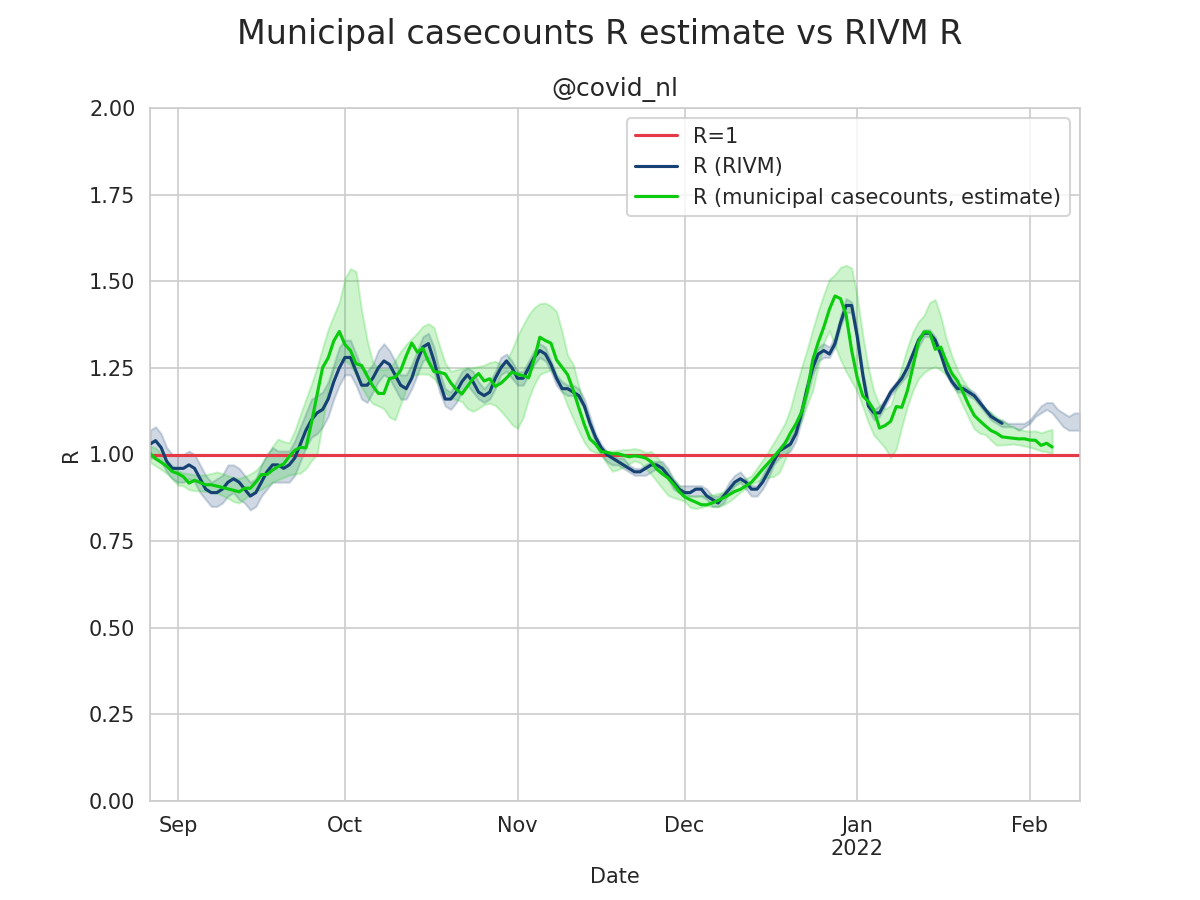 Municipal casecounts R estimate vs RIVM R
@covid_nl
R=1
R (RIVM)
R (municipal casecounts, estimate)
2.00
1.75
1.50
1.25
1.00
0.75
0.50
0.25
0.00
R
Sep Oct Nov Dec Jan Feb
2022
Date